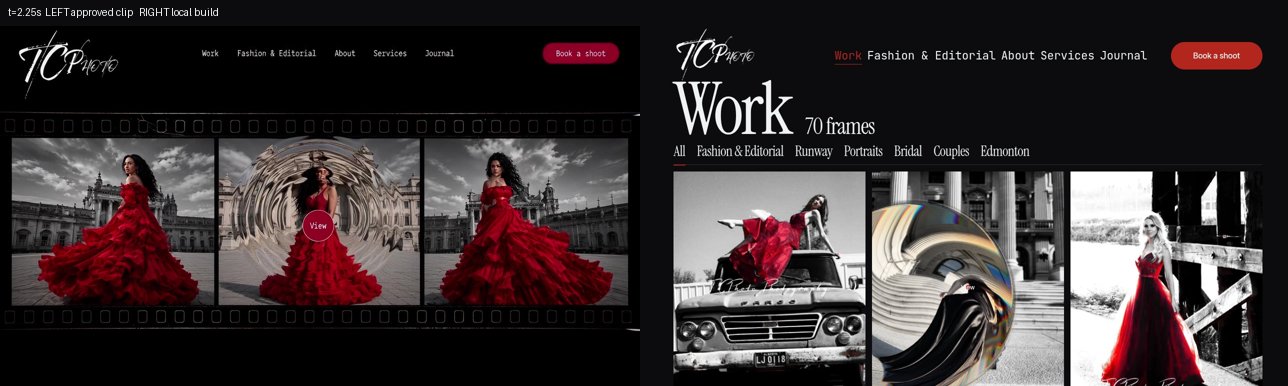 t=2.25s LEFT approved clip RIGHT local build
TCPHOTO
Work Fashion & Editorial About Services Journal
Book a shoot
View
TCPHOTO
Work Fashion & Editorial About Services Journal
Book a shoot
Work 70 frames
All Fashion & Editorial Runway Portraits Bridal Couples Edmonton
DODGE
LJ0118